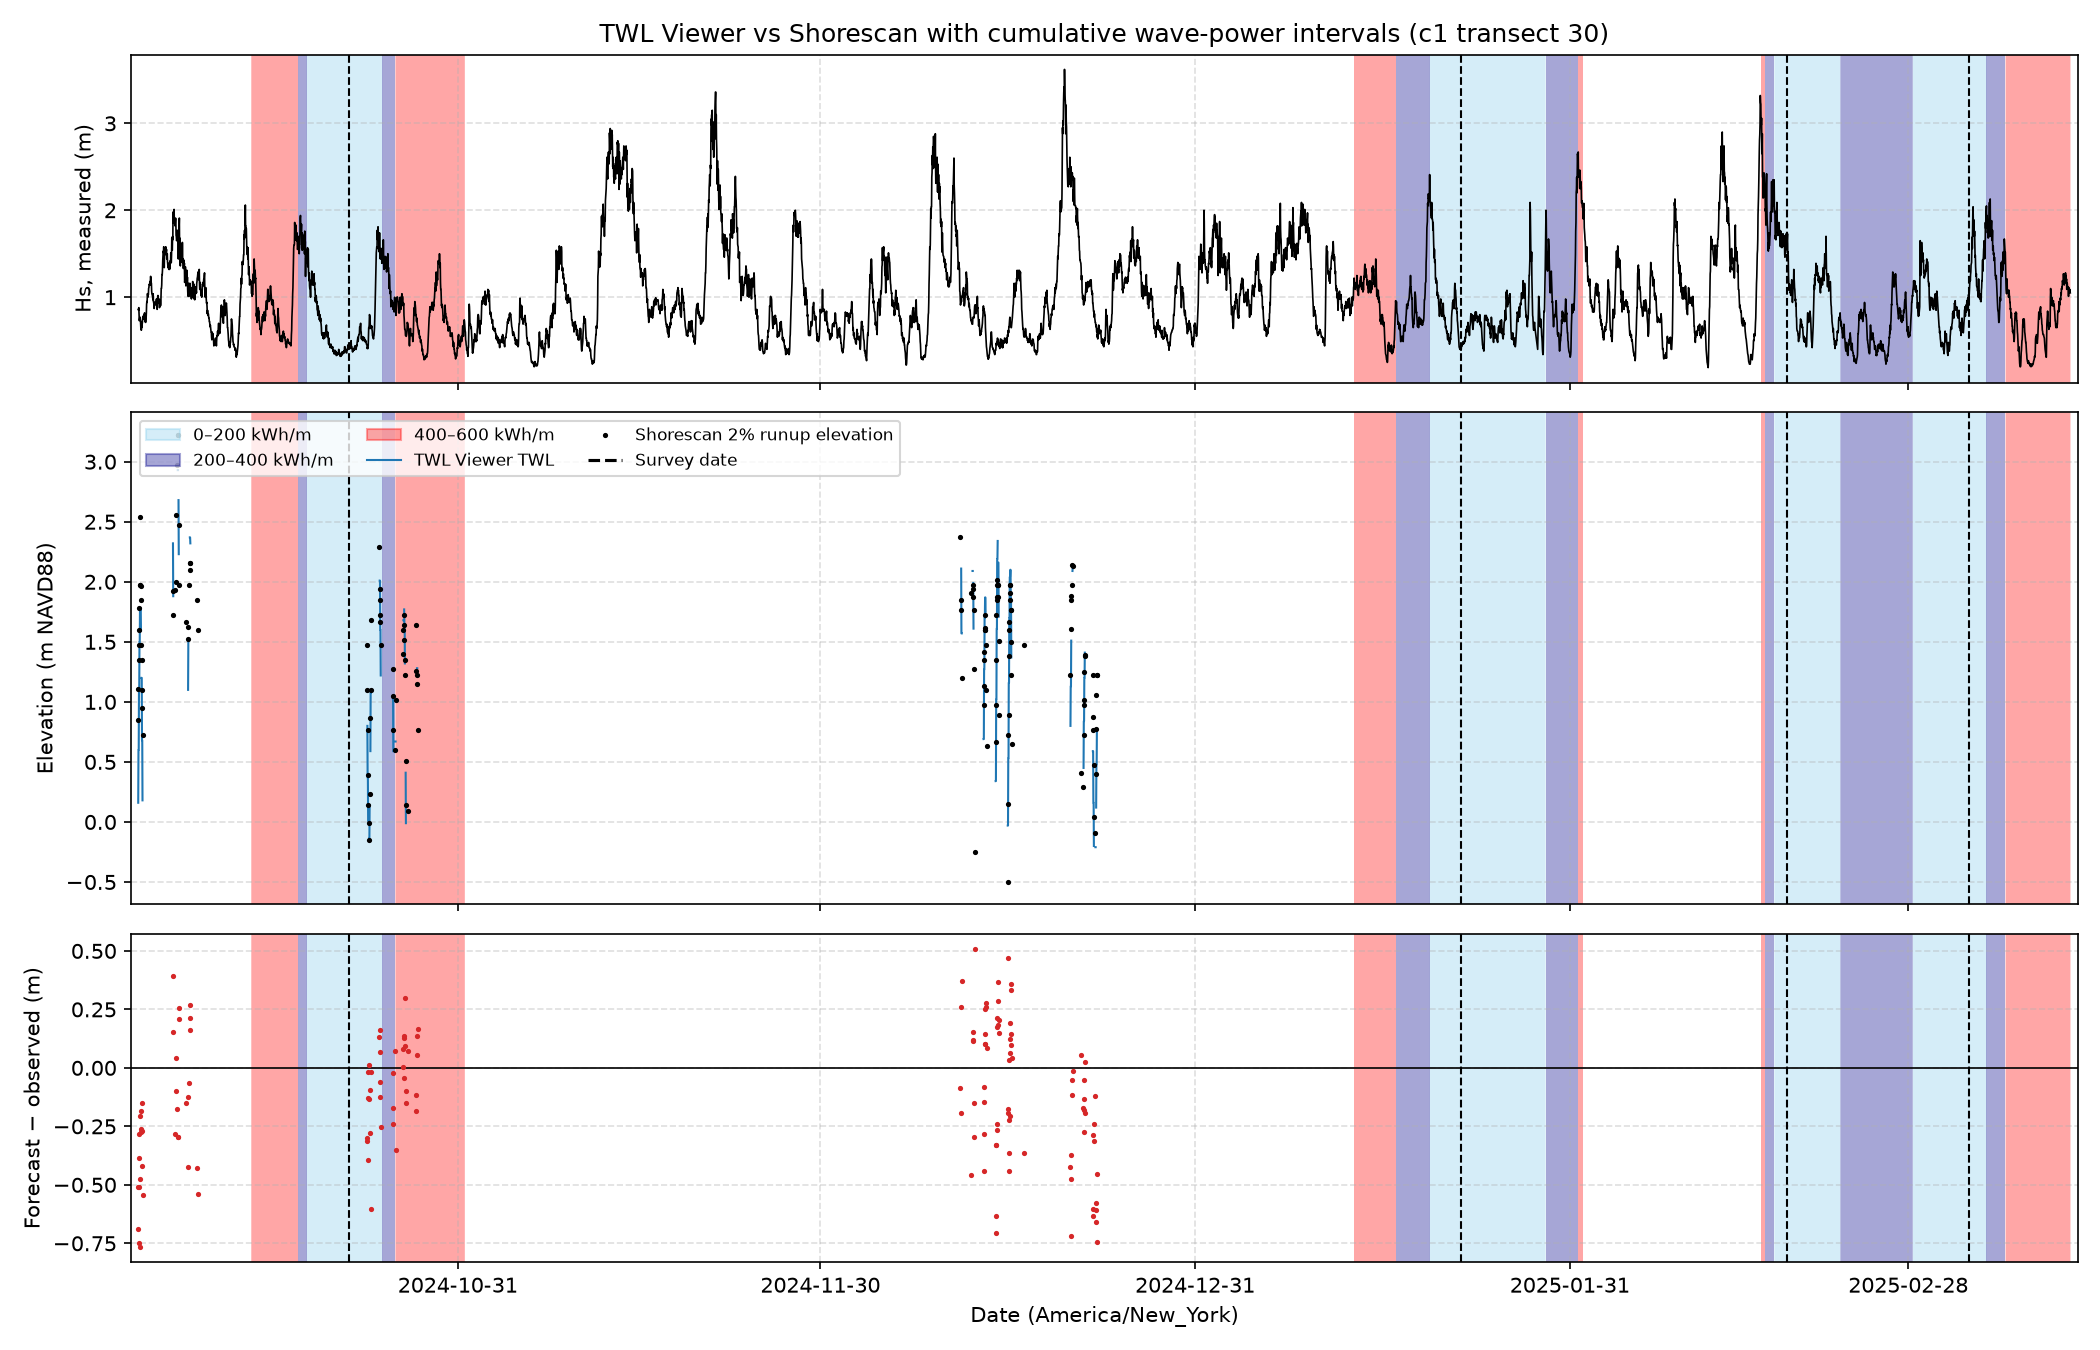 TWL Viewer vs Shorescan with cumulative wave-power intervals (c1 transect 30)
Hs, measured (m)
3
2
1
0–200 kWh/m
200–400 kWh/m
400–600 kWh/m
TWL Viewer TWL
Shorescan 2% runup elevation
Survey date
Elevation (m NAVD88)
3.0
2.5
2.0
1.5
1.0
0.5
0.0
−0.5
Forecast − observed (m)
0.50
0.25
0.00
−0.25
−0.50
−0.75
2024-10-31
2024-11-30
2024-12-31
2025-01-31
2025-02-28
Date (America/New_York)